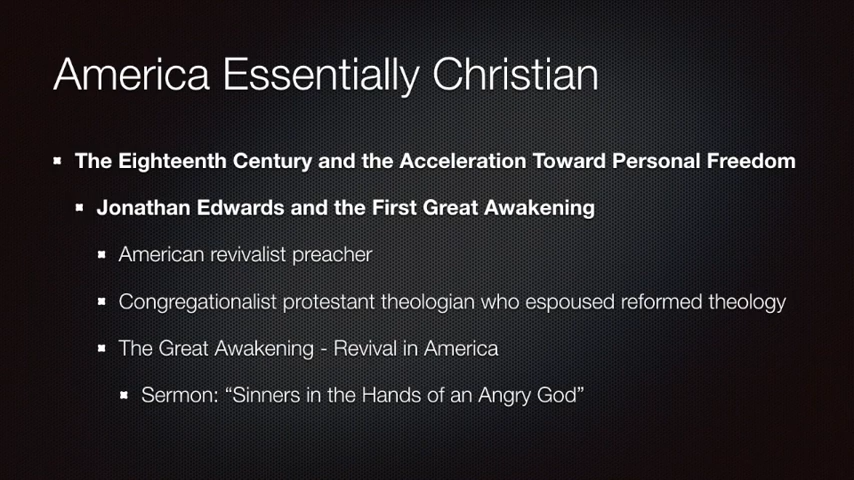 America Essentially Christian
The Eighteenth Century and the Acceleration Toward Personal Freedom
Jonathan Edwards and the First Great Awakening
American revivalist preacher
Congregationalist protestant theologian who espoused reformed theology
The Great Awakening - Revival in America
Sermon: “Sinners in the Hands of an Angry God”